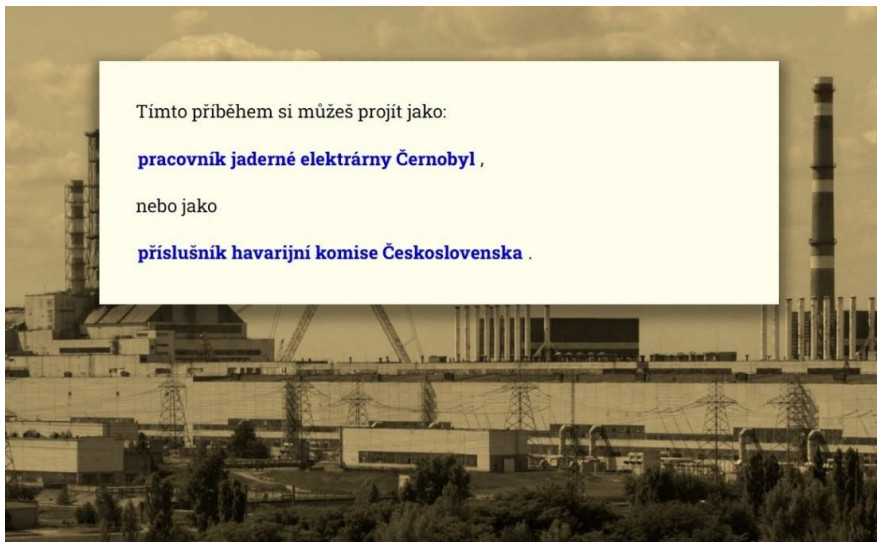 Tímto příběhem si můžeš projít jako:
pracovník jaderné elektrárny Černobyl ,
nebo jako
příslušník havarijní komise Československa .